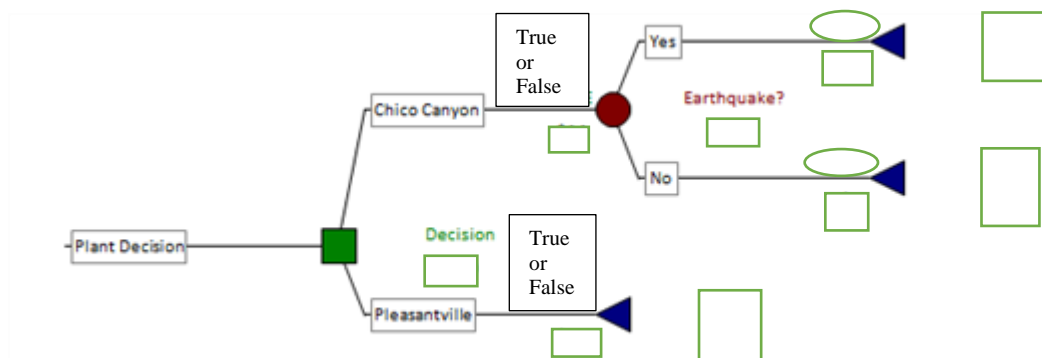 True
or
False
Yes
Chico Canyon
Earthquake?
No
Plant Decision
Decision
True
or
False
Pleasantville